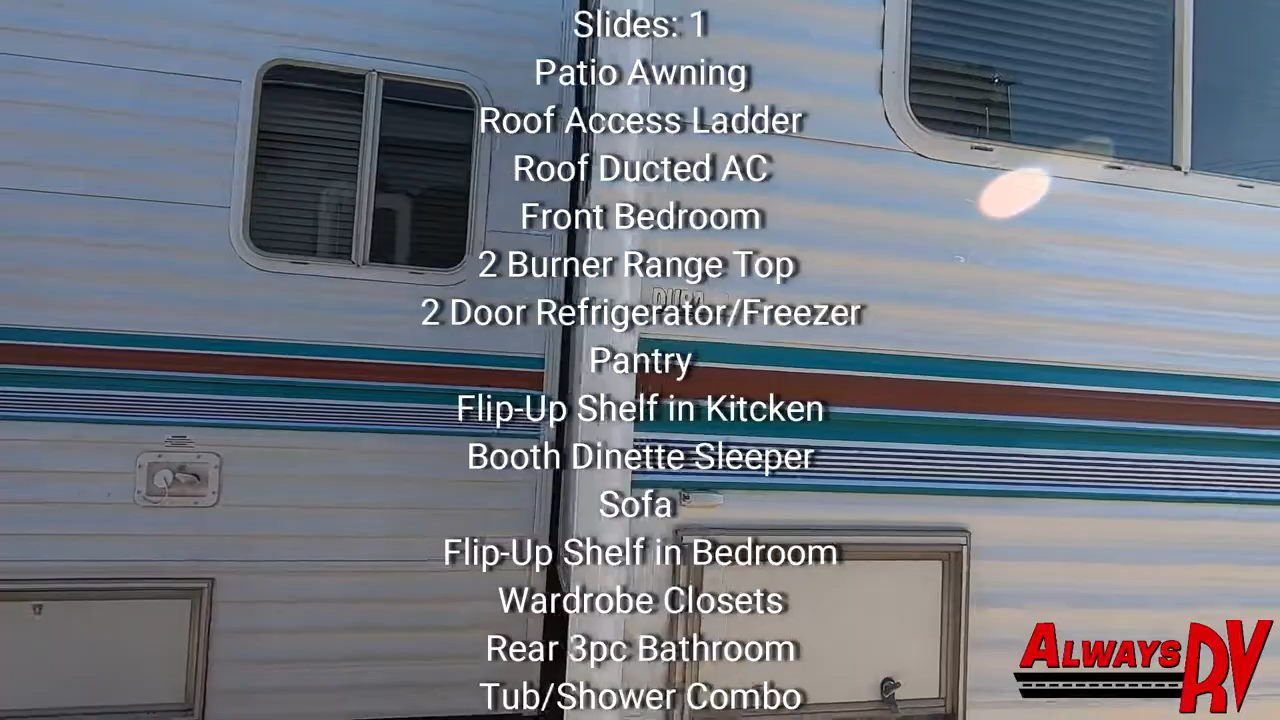 Slides: 1
Patio Awning
Roof Access Ladder
Roof Ducted AC
Front Bedroom
2 Burner Range Top
2 Door Refrigerator/Freezer
Pantry
Flip-Up Shelf in Kitcken
Booth Dinette Sleeper
Sofa
Flip-Up Shelf in Bedroom
Wardrobe Closets
Rear 3pc Bathroom
Tub/Shower Combo
ALWAYS RV